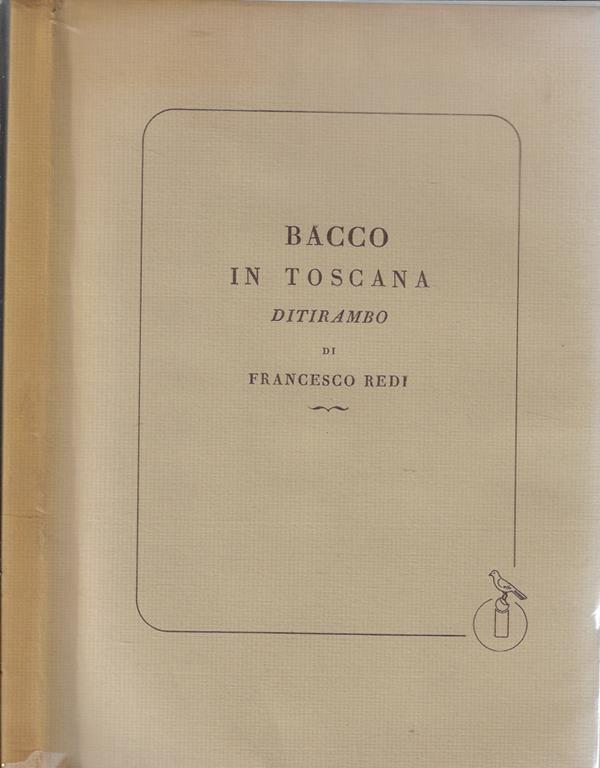 BACCO
IN TOSCANA
DITIRAMBO
DI
FRANCESCO REDI